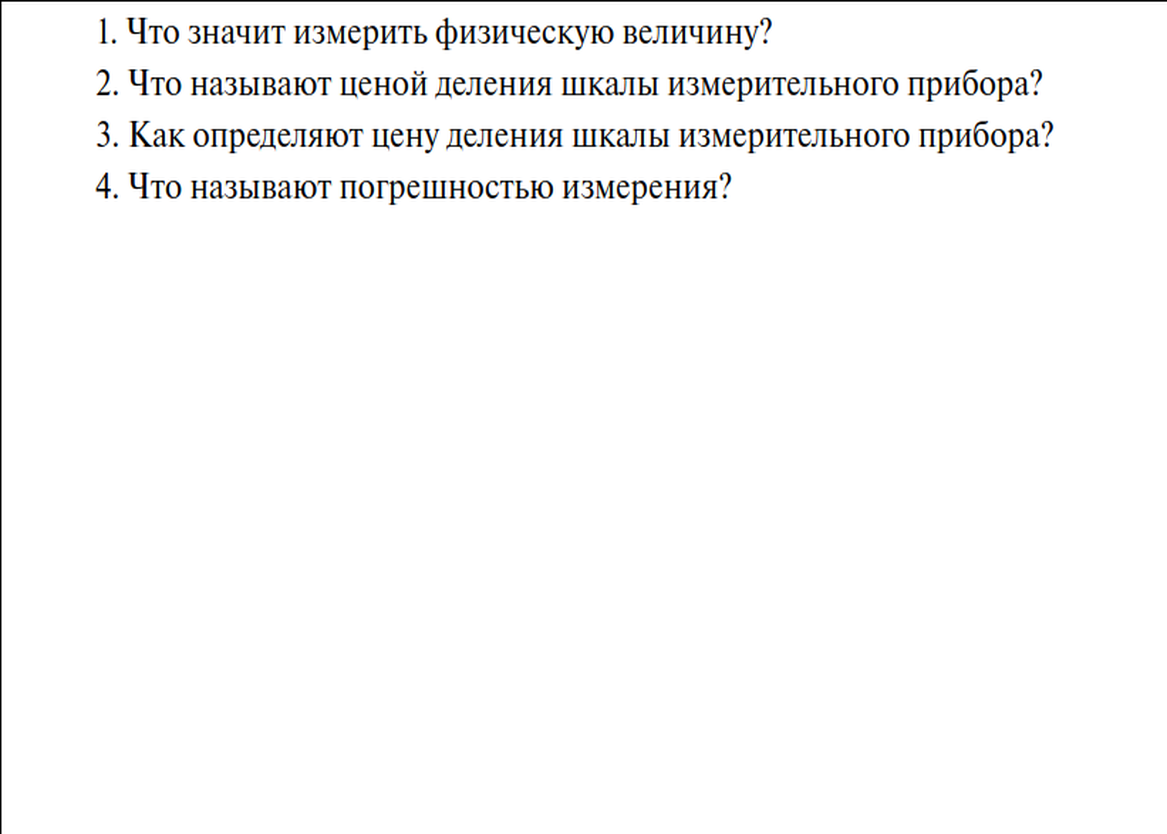 1. Что значит измерить физическую величину?
2. Что называют ценой деления шкалы измерительного прибора?
3. Как определяют цену деления шкалы измерительного прибора?
4. Что называют погрешностью измерения?